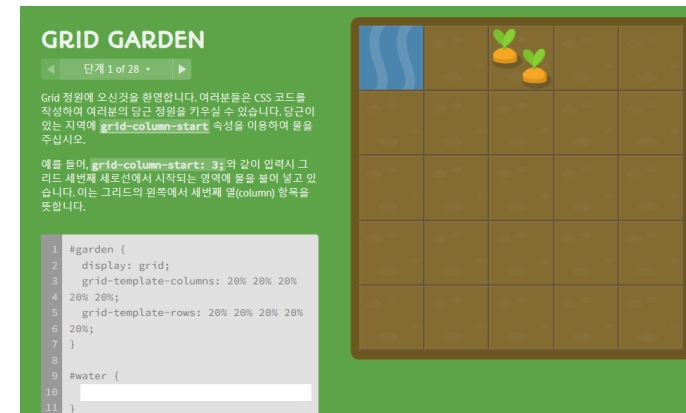 GRID GARDEN
단계 1 of 28
Grid 정원에 오신것을 환영합니다. 여러분들은 CSS 코드를
작성하여 여러분의 당근 정원을 키우실 수 있습니다. 당근이
있는 지역에 grid-column-start 속성을 이용하여 물을
주십시오.
예를 들어, grid-column-start: 3; 와 같이 입력시 그
리드 세번째 세로선에서 시작되는 영역에 물을 불어 넣고 있
습니다. 이는 그리드의 왼쪽에서 세번째 열(column) 항목을
뜻합니다.
1 #garden {
2 display: grid;
3 grid-template-columns: 20% 20% 20%
4 20% 20%;
5 grid-template-rows: 20% 20% 20% 20%
6 20%;
7 }
8
9 #water {
10
11 }